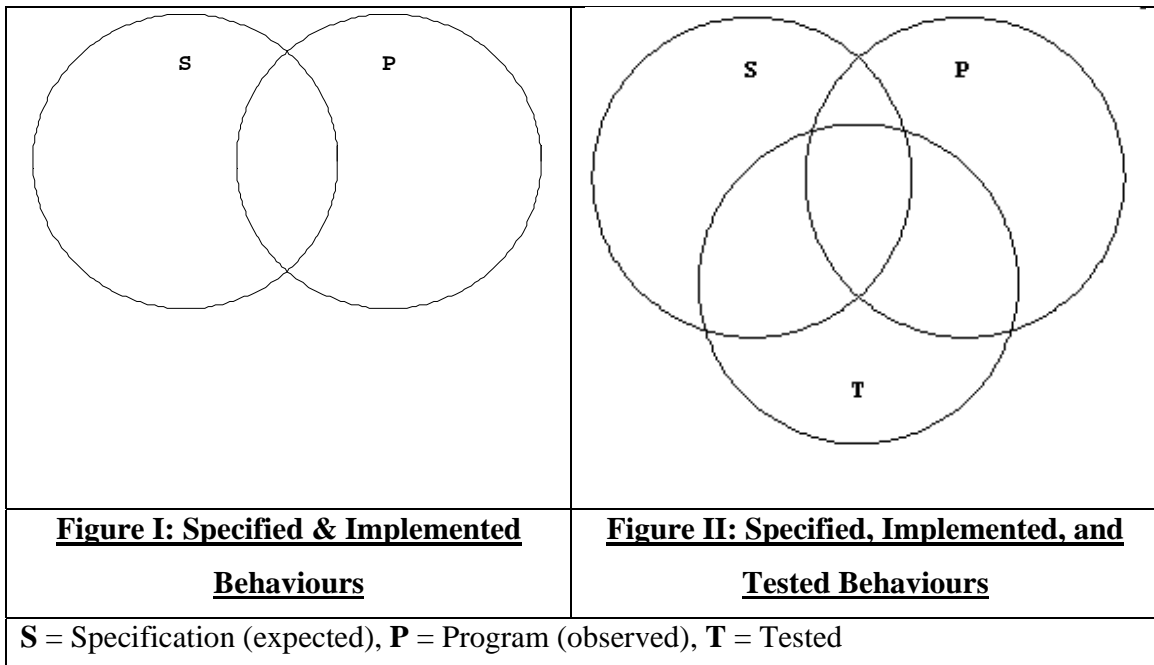 S P
S P
T
Figure I: Specified & Implemented
Behaviours
Figure II: Specified, Implemented, and
Tested Behaviours
S = Specification (expected), P = Program (observed), T = Tested